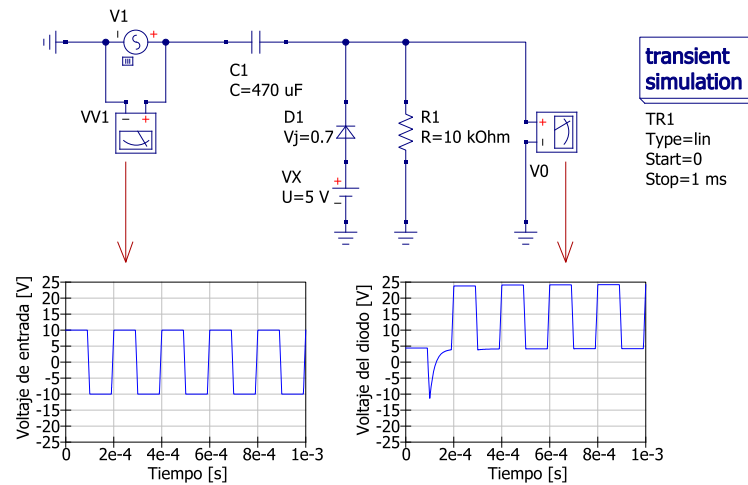 V1
C1
C=470 uF
VV1
D1
Vj=0.7
VX
U=5 V
R1
R=10 kOhm
V0
transient
simulation
TR1
Type=lin
Start=0
Stop=1 ms
Voltaje de entrada [V]
25
20
15
10
5
0
-5
-10
-15
-20
-25
0 2e-4 4e-4 6e-4 8e-4 1e-3
Tiempo [s]
Voltaje del diodo [V]
25
20
15
10
5
0
-5
-10
-15
-20
-25
0 2e-4 4e-4 6e-4 8e-4 1e-3
Tiempo [s]